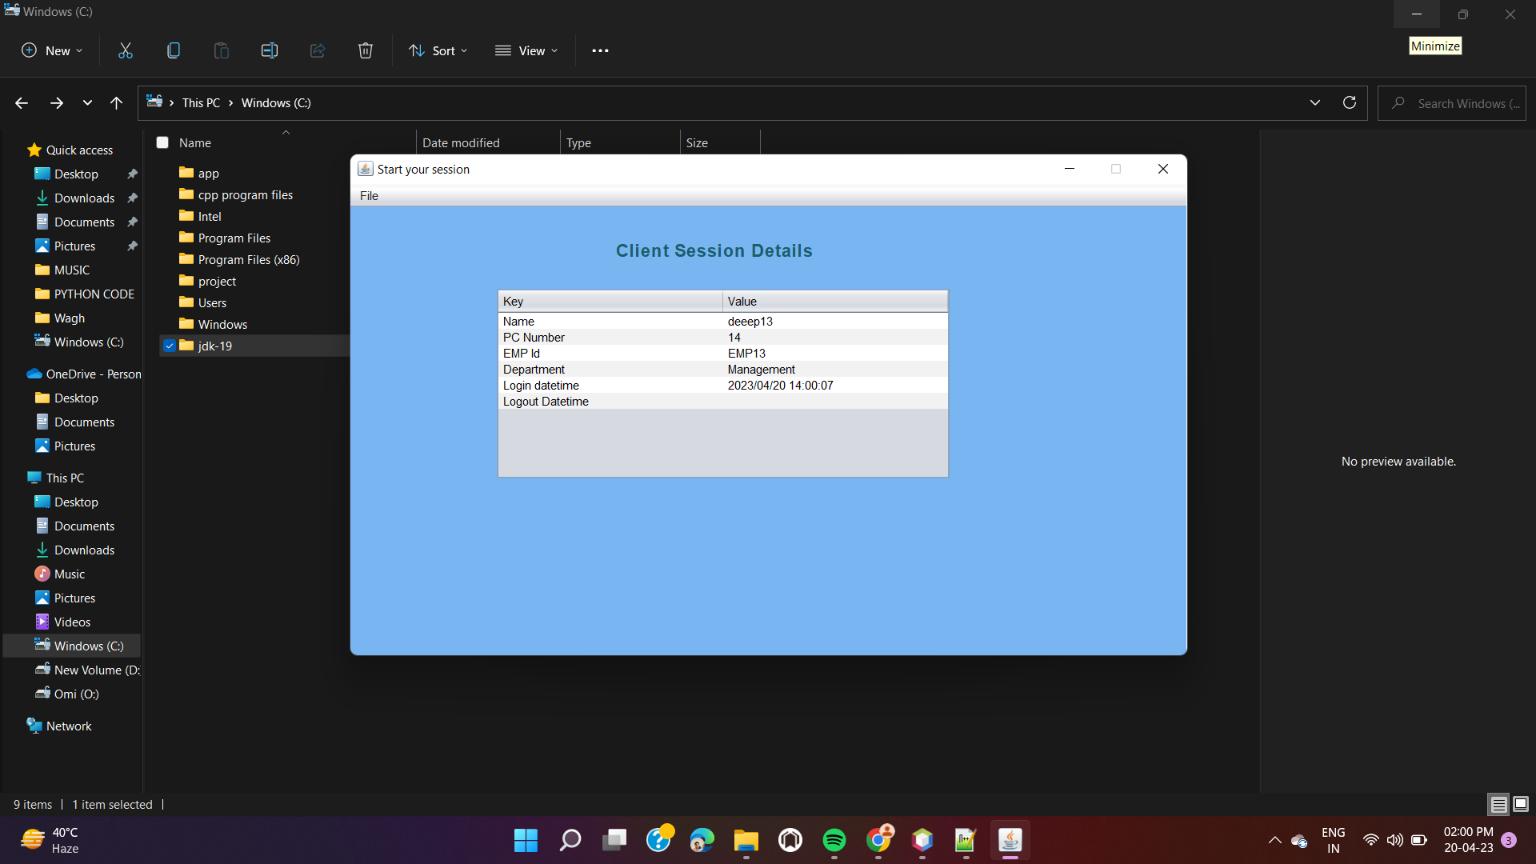 Windows (C:)
New
Sort
View
Minimize
This PC
Windows (C:)
Search Windows (...
Quick access
Desktop
Downloads
Documents
Pictures
MUSIC
PYTHON CODE
Wagh
Windows (C:)
OneDrive - Person
Desktop
Documents
Pictures
This PC
Desktop
Documents
Downloads
Music
Pictures
Videos
Windows (C:)
New Volume (D:
Omi (O:)
Network
Name Date modified Type Size
app
cpp program files
Intel
Program Files
Program Files (x86)
project
Users
Windows
jdk-19
Start your session
File
Client Session Details
Key Value
Name deeep13
PC Number 14
EMP Id EMP13
Department Management
Login datetime 2023/04/20 14:00:07
Logout Datetime
No preview available.
9 items 1 item selected
40°C
Haze
ENG
IN
02:00 PM
20-04-23
3